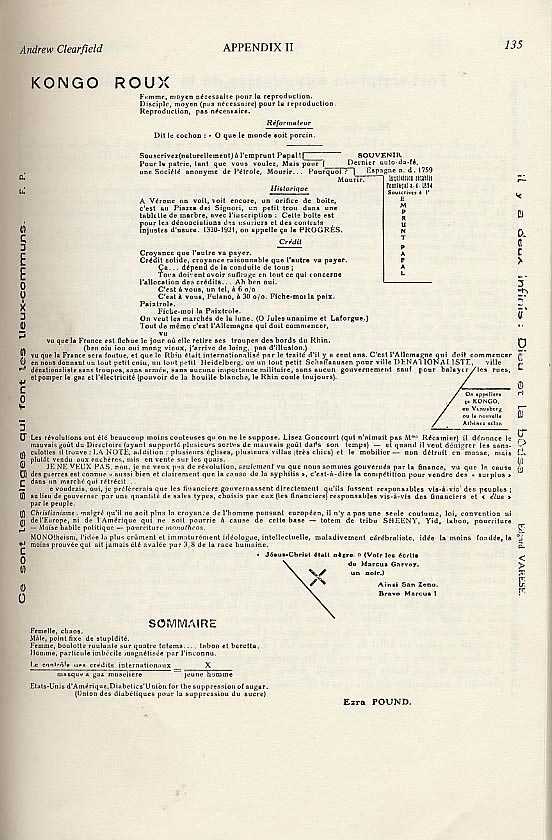 Andrew Clearfield
APPENDIX II
135
KONGO ROUX
Femme, moyen nécessaire pour la reproduction.
Disciple, moyen (pas nécessaire) pour la reproduction.
Reproduction, pas nécessaire.
Réformateur
Dit le cochon : « O que le monde soit porcin.
Souscrivez (naturellement) à l'emprunt Papal !
SOUVENIR
Pour la patrie, tant que vous voulez, Mais pour
Dernier auto-da-fé,
une Société anonyme de Pétrole, Mourir... Pourquoi ?
Espagne a. d. 1759
Mourir.
Inquisition rétablie
Portugal a. d. 1824
Souscrivez à l'
EMPRUNT PAPAL
Historique
A Vérone on voit, voit encore, un orifice de boîte,
c'est au Piazza dei Signori, un petit trou dans une
tablette de marbre, avec l'inscription : Cette boîte est
pour les dénonciations des usuriers et des contrats
injustes d'usure. 1320-1921, on appelle ça le PROGRÈS.
Crédit
Croyance que l'autre va payer.
Crédit solide, croyance raisonnable que l'autre va payer.
Ça... dépend de la conduite de tous ;
Tous doivent avoir suffrage en tout ce qui concerne
l'allocation des crédits... Ah ben oui.
C'est à vous, un tel, à 6 o/o
C'est à vous, Fulano, à 30 o/o. Fiche-moi la paix.
Paixtrole.
Fiche-moi la Paixtrole.
On veut les marchés de la lune. (O Jules unanime et Laforgue,)
Tout de même c'est l'Allemagne qui doit commencer,
vu
vu que la France est fichue le jour où elle retire ses troupes des bords du Rhin.
(ben oiu iou oui mong vieux, j'arrive de loing, pas d'illusion.)
vu que la France sera foutue, et que le Rhin était internationalisé par le traité d'il y a cent ans. C'est l'Allemagne qui doit commencer
en nous donnant un tout petit coin, un tout petit Heidelberg, ou un tout petit Schaffausen pour ville DENATIONALISTE, ville
dénationaliste sans troupes, sans armée, sans aucune importance militaire, sans aucun gouvernement sauf pour balayer les rues,
et pomper le gaz et l'électricité (pouvoir de la houille blanche, le Rhin coule toujours).
On appellera
ça KONGO,
ou Venusberg
ou la nouvelle
Athènes selon
Les révolutions ont été beaucoup moins couteuses qu'on ne le suppose. Lisez Goncourt (qui n'aimait pas Mme Récamier) il dénonce le
mauvais goût du Directoire (ayant supporté plusieurs scories de mauvais goût dans son temps) — et quand il veut dénigrer les sans-
culottes il trouve : LA NOTE, addition : plusieurs églises, plusieurs villas (très chics) et le mobilier — non détruit en masse, mais
plutôt vendu aux enchères, mis en vente sur les quais.
JE NE VEUX PAS, non, je ne veux pas de révolution, seulement vu que nous sommes gouvernés par la finance, vu que la cause
des guerres est connue « aussi bien et clairement que la cause de la syphilis », c'est-à-dire la compétition pour vendre des « surplus »
dans un marché qui rétrécit...
e voudrais, oui, je préférerais que les financiers gouvernassent directement qu'ils fussent responsables vis-à-vis des peuples ;
au lieu de gouverner par une quantité de sales types, choisis par eux (les financiers) responsables vis-à-vis des financiers et « élus »
par le peuple.
Christianisme : malgré qu'il ne soit plus la croyance de l'homme pensant européen, il n'y a pas une seule coutume, loi, convention ni
de l'Europe, ni de l'Amérique qui ne soit pourrie à cause de cette base — totem de tribu SHEENY, Yid, taboo, pourriture
— Moïse habile politique — pourriture monotheos.
MONOtheism, l'idée la plus crûment et immaturément idéologue, intellectuelle, maladivement cérébraliste, idée la moins fondée, la
moins prouvée qui ait jamais été avalée par 3/8 de la race humaine.
« Jésus-Christ était nègre. » (Voir les écrits
de Marcus Garvey,
un noir.)
Ainsi San Zeno.
Bravo Marcus !
SOMMAIRE
Femelle, chaos.
Mâle, point fixe de stupidité.
Femme, boulotte roulante sur quatre totems.... taboo et baretta.
Homme, particule imbécile magnétisée par l'inconnu.
Le contrôle des crédits internationaux = X
masque à gaz muselière jeune homme
Etats-Unis d'Amérique, Diabetics' Union for the suppression of sugar.
(Union des diabétiques pour la suppression du sucre)
Ezra POUND.
Ce sont les singes qui font les lieux-communs. E. P.
il y a deux infinis : Dieu et la bêtise
Edgard VARESE.